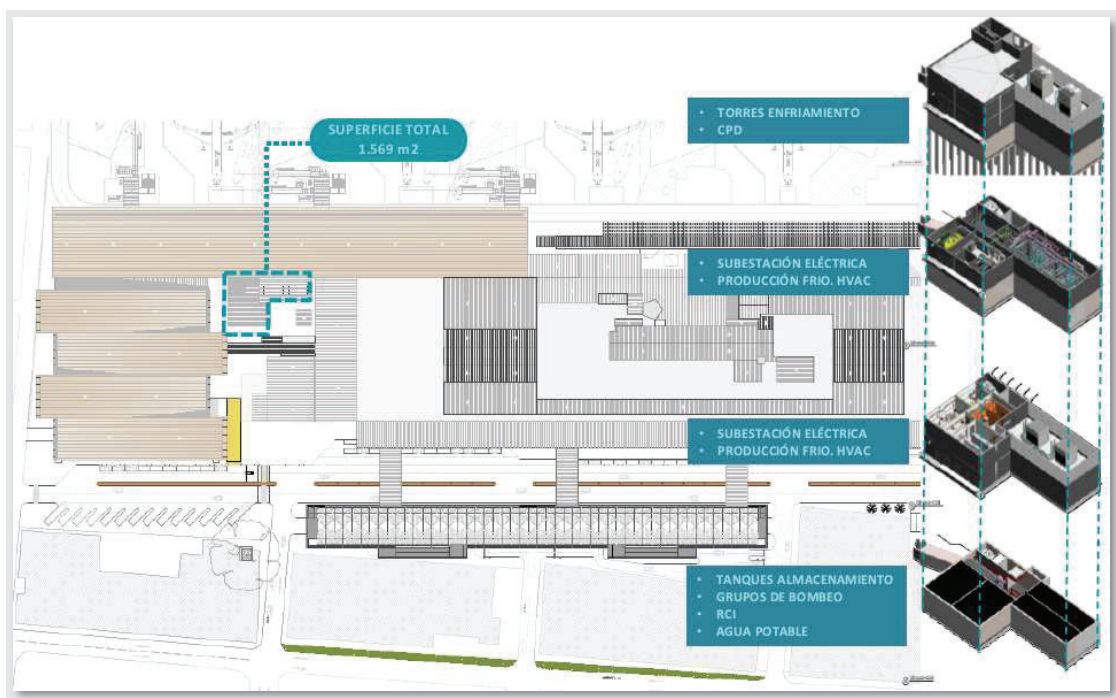 • TORRES ENFRIAMIENTO
• CPD
SUPERFICIE TOTAL
1.569 m2
• SUBESTACIÓN ELÉCTRICA
• PRODUCCIÓN FRIO. HVAC
• SUBESTACIÓN ELÉCTRICA
• PRODUCCIÓN FRIO. HVAC
• TANQUES ALMACENAMIENTO
• GRUPOS DE BOMBEO
• RCI
• AGUA POTABLE